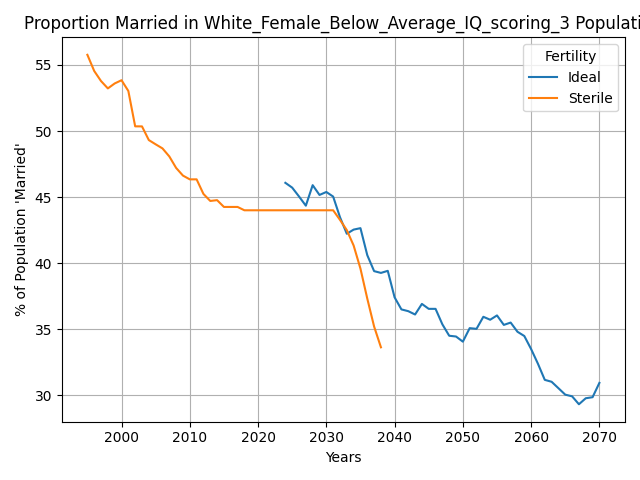 Proportion Married in White_Female_Below_Average_IQ_scoring_3 Populati
Fertility
Ideal
Sterile
% of Population 'Married'
55
50
45
40
35
30
2000 2010 2020 2030 2040 2050 2060 2070
Years